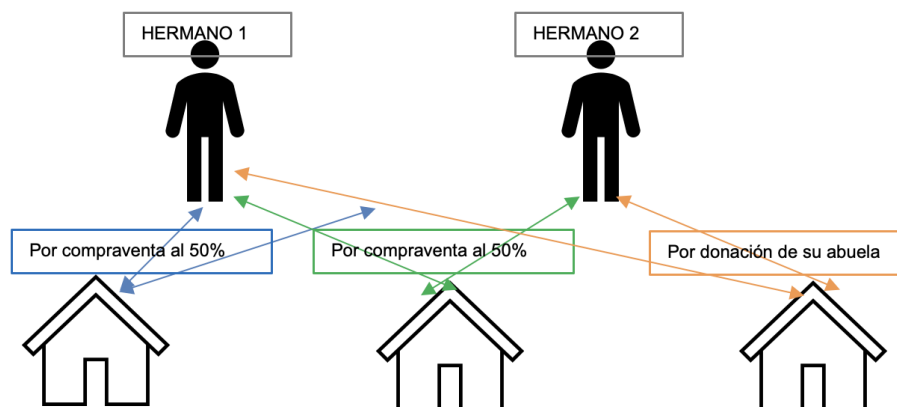 HERMANO 1
HERMANO 2
Por compraventa al 50%
Por compraventa al 50%
Por donación de su abuela